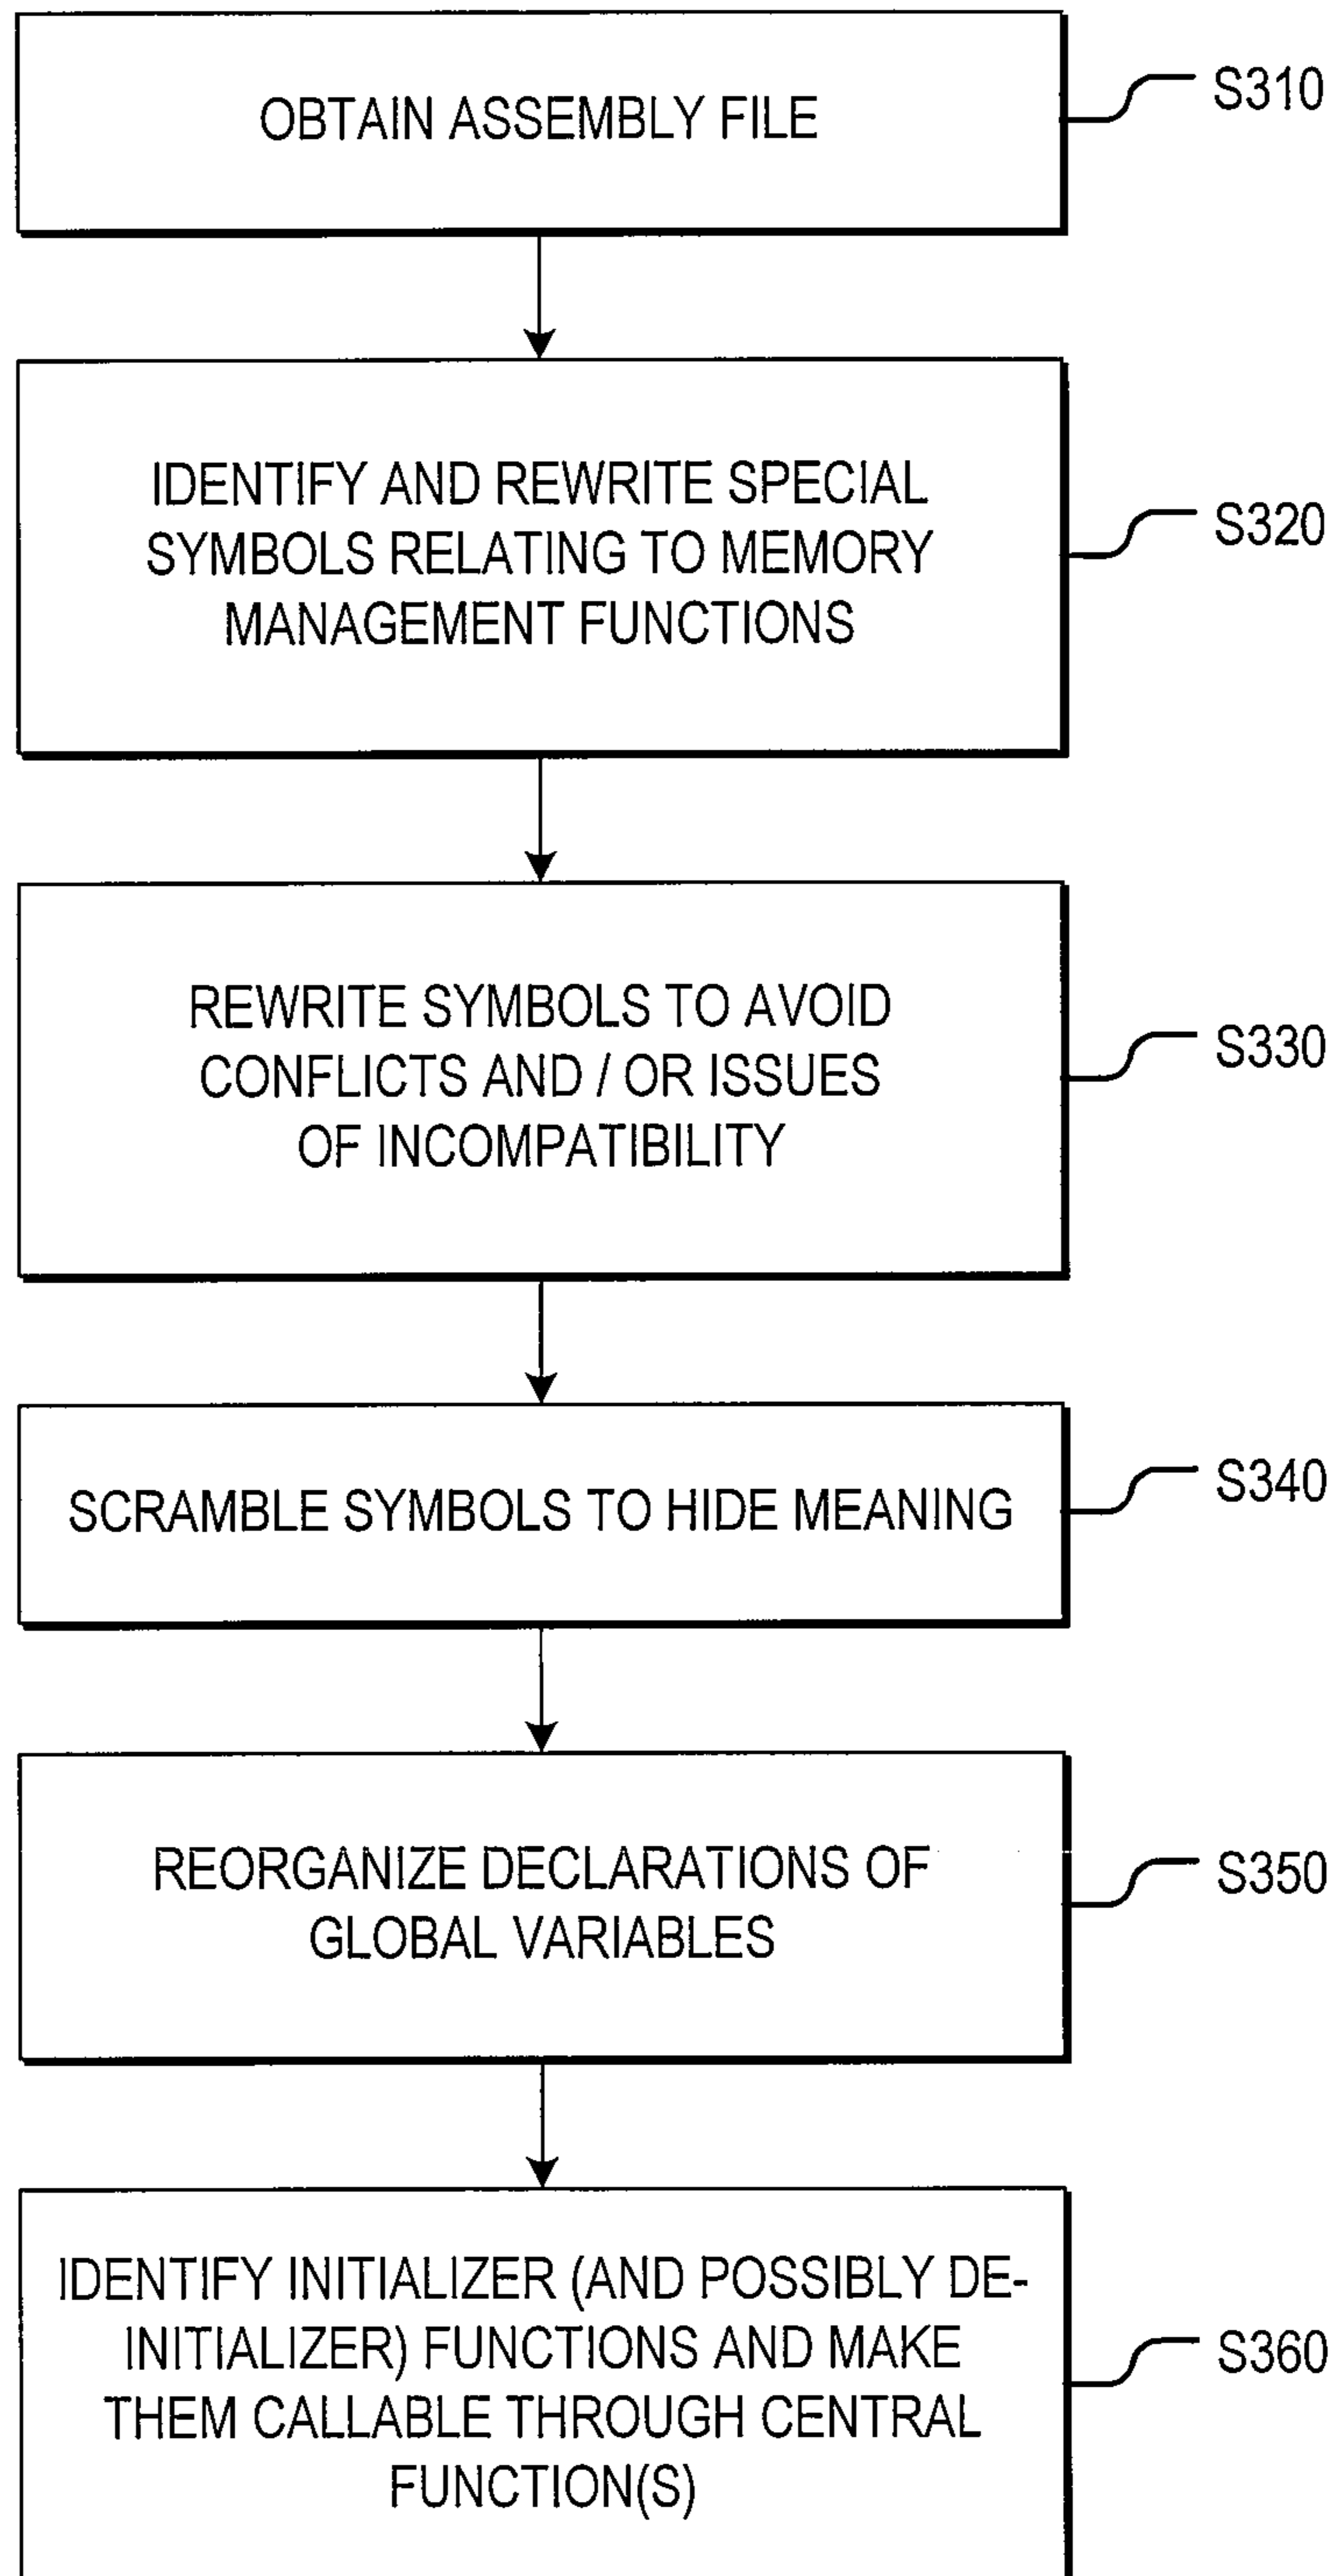 OBTAIN ASSEMBLY FILE
S310
IDENTIFY AND REWRITE SPECIAL
SYMBOLS RELATING TO MEMORY
MANAGEMENT FUNCTIONS
S320
REWRITE SYMBOLS TO AVOID
CONFLICTS AND / OR ISSUES
OF INCOMPATIBILITY
S330
SCRAMBLE SYMBOLS TO HIDE MEANING
S340
REORGANIZE DECLARATIONS OF
GLOBAL VARIABLES
S350
IDENTIFY INITIALIZER (AND POSSIBLY DE-
INITIALIZER) FUNCTIONS AND MAKE
THEM CALLABLE THROUGH CENTRAL
FUNCTION(S)
S360